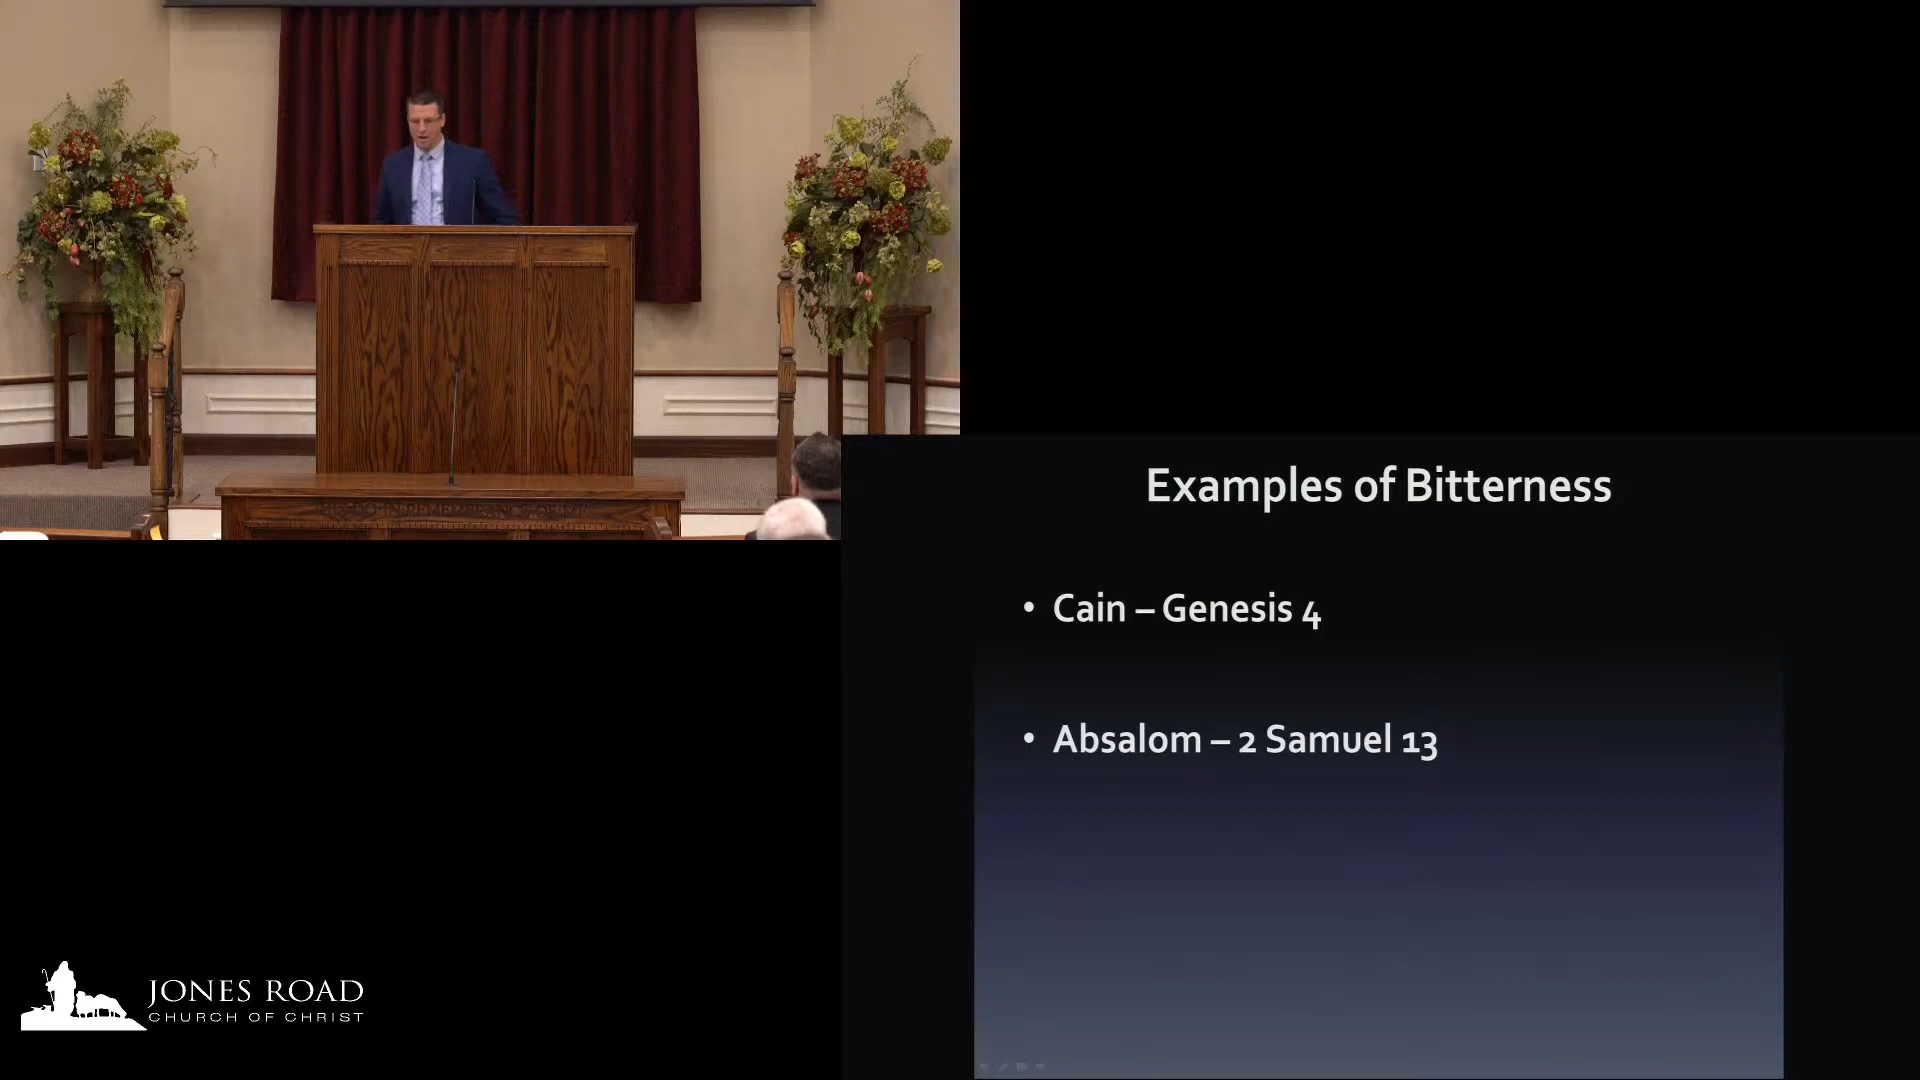 Examples of Bitterness
• Cain – Genesis 4
• Absalom – 2 Samuel 13
JONES ROAD
CHURCH OF CHRIST